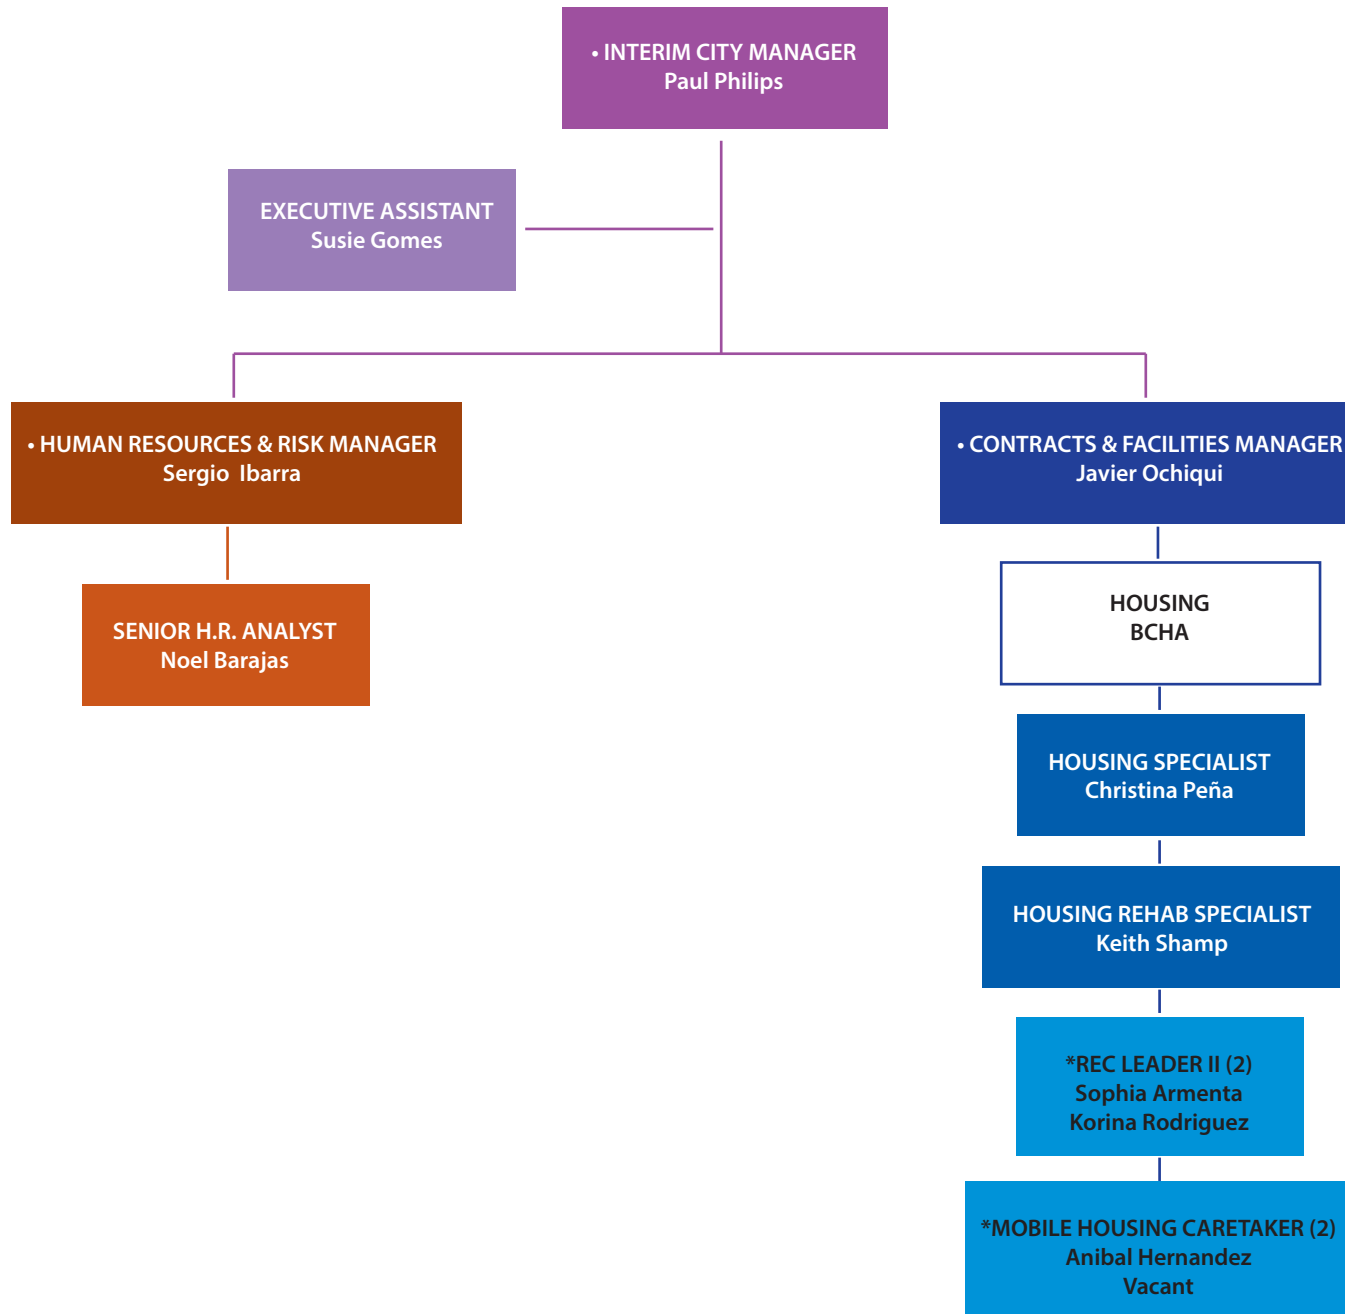 • INTERIM CITY MANAGER
Paul Philips
EXECUTIVE ASSISTANT
Susie Gomes
• HUMAN RESOURCES & RISK MANAGER
Sergio Ibarra
SENIOR H.R. ANALYST
Noel Barajas
• CONTRACTS & FACILITIES MANAGER
Javier Ochiqui
HOUSING
BCHA
HOUSING SPECIALIST
Christina Peña
HOUSING REHAB SPECIALIST
Keith Shamp
*REC LEADER II (2)
Sophia Armenta
Korina Rodriguez
*MOBILE HOUSING CARETAKER (2)
Anibal Hernandez
Vacant